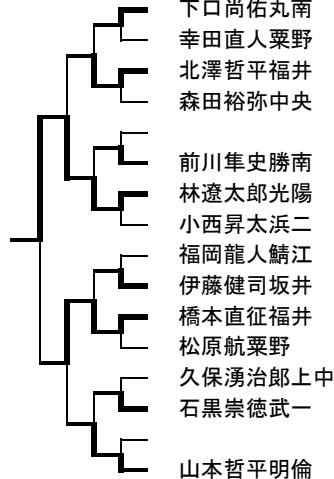 下口尚佑丸南
幸田直人粟野
北澤哲平福井
森田裕弥中央
前川隼史勝南
林遼太郎光陽
小西昇太浜二
福岡龍人鯖江
伊藤健司坂井
橋本直征福井
松原航粟野
久保湧治郎上中
石黒崇徳武一
山本哲平明倫